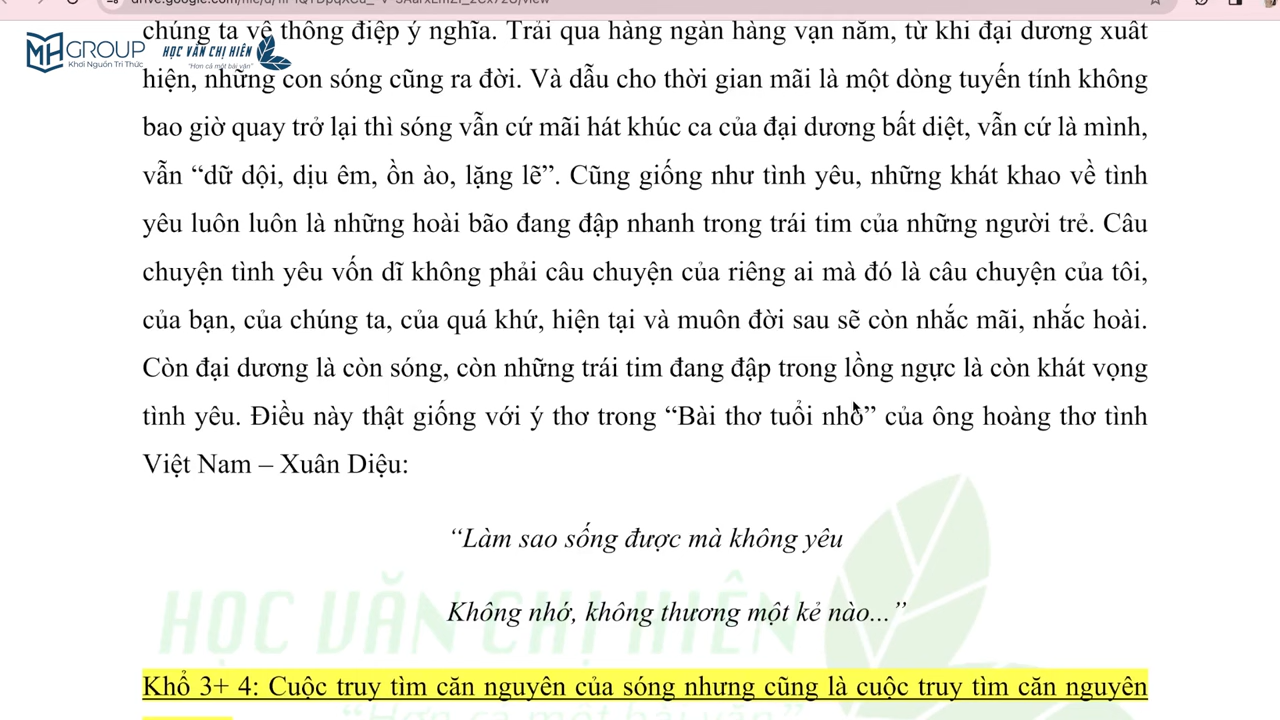 MH GROUP
Khơi Nguồn Tri Thức
HỌC VĂN CHỊ HIÊN
"Hơn cả một bài văn"
chúng ta về thông điệp ý nghĩa. Trải qua hàng ngàn hàng vạn năm, từ khi đại dương xuất
hiện, những con sóng cũng ra đời. Và dẫu cho thời gian mãi là một dòng tuyến tính không
bao giờ quay trở lại thì sóng vẫn cứ mãi hát khúc ca của đại dương bất diệt, vẫn cứ là mình,
vẫn “dữ dội, dịu êm, ồn ào, lặng lẽ”. Cũng giống như tình yêu, những khát khao về tình
yêu luôn luôn là những hoài bão đang đập nhanh trong trái tim của những người trẻ. Câu
chuyện tình yêu vốn dĩ không phải câu chuyện của riêng ai mà đó là câu chuyện của tôi,
của bạn, của chúng ta, của quá khứ, hiện tại và muôn đời sau sẽ còn nhắc mãi, nhắc hoài.
Còn đại dương là còn sóng, còn những trái tim đang đập trong lồng ngực là còn khát vọng
tình yêu. Điều này thật giống với ý thơ trong “Bài thơ tuổi nhỏ” của ông hoàng thơ tình
Việt Nam – Xuân Diệu:
“Làm sao sống được mà không yêu
Không nhớ, không thương một kẻ nào...”
HỌC VĂN CHỊ HIÊN
Khổ 3+ 4: Cuộc truy tìm căn nguyên của sóng nhưng cũng là cuộc truy tìm căn nguyên
"Hơn cả một bài văn"